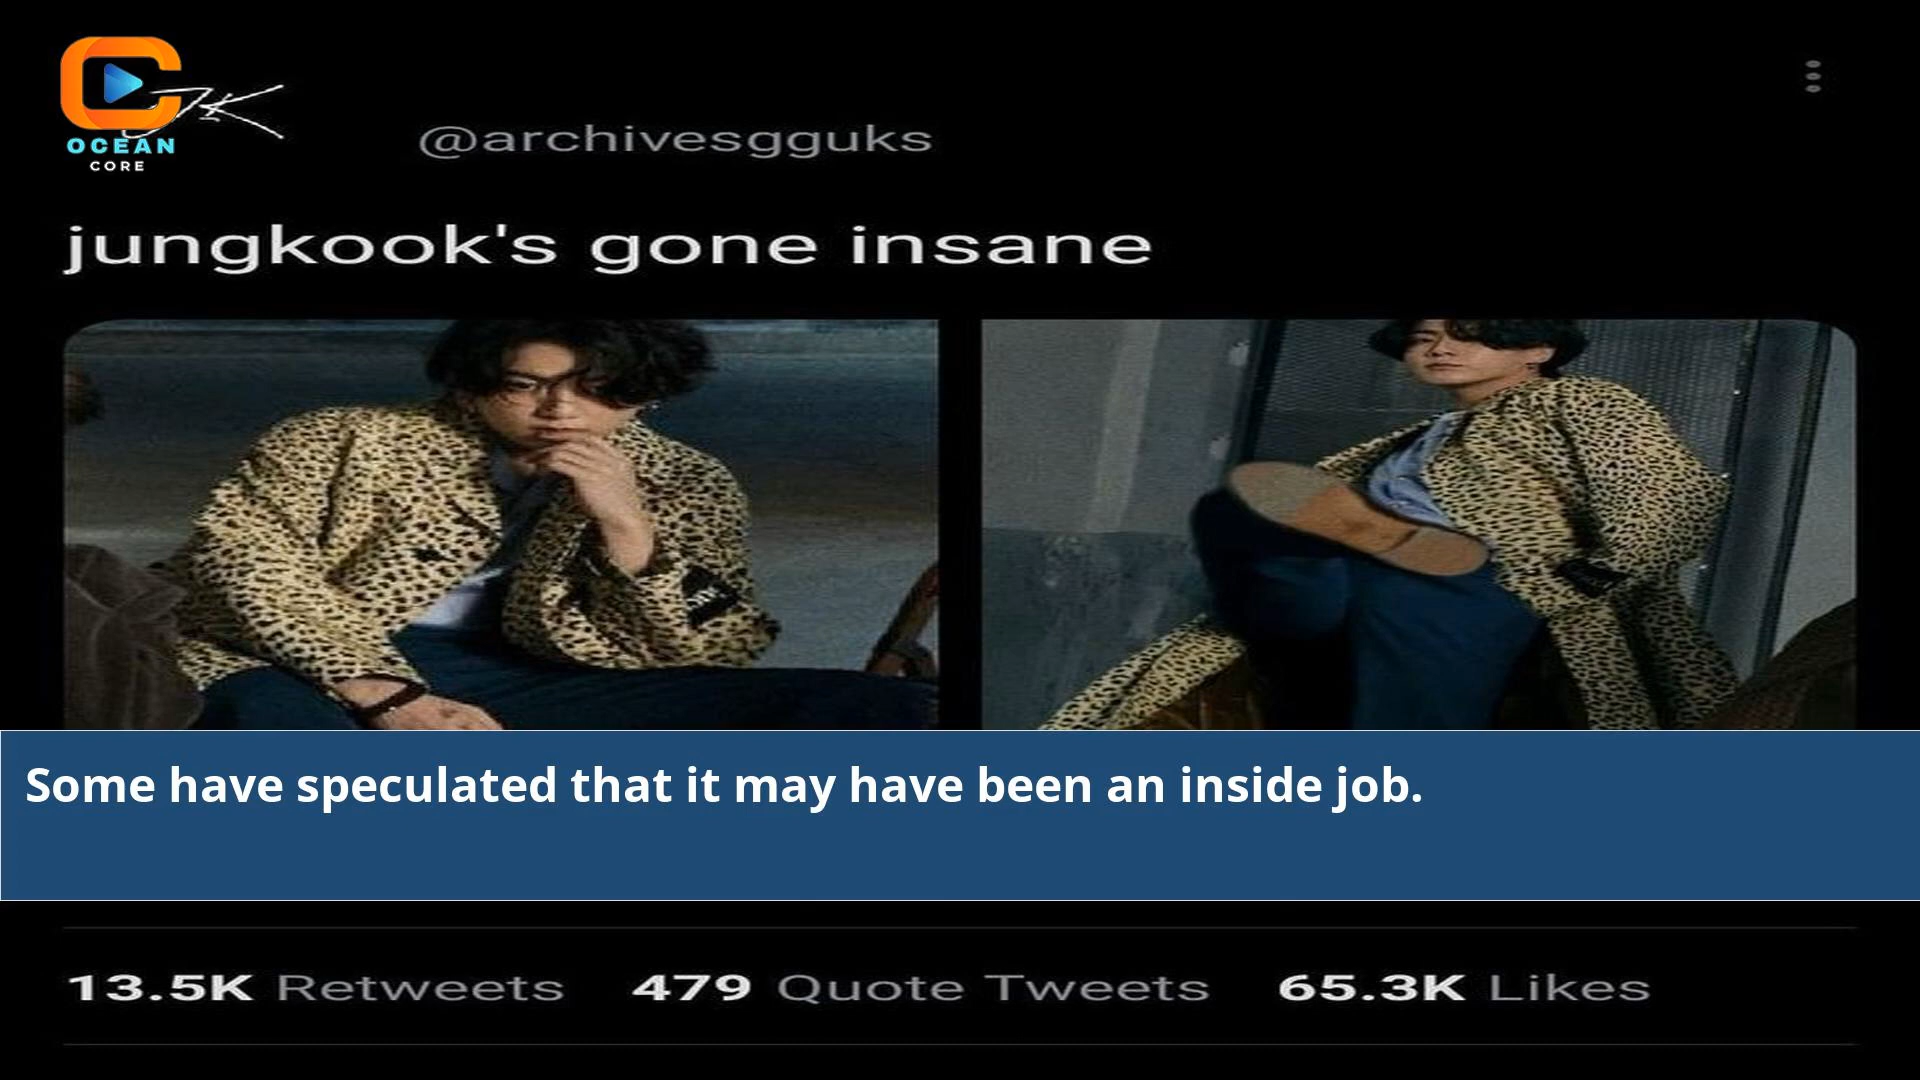 JK
OCEAN
CORE
@archivesgguks
jungkook's gone insane
Some have speculated that it may have been an inside job.
13.5K Retweets 479 Quote Tweets 65.3K Likes